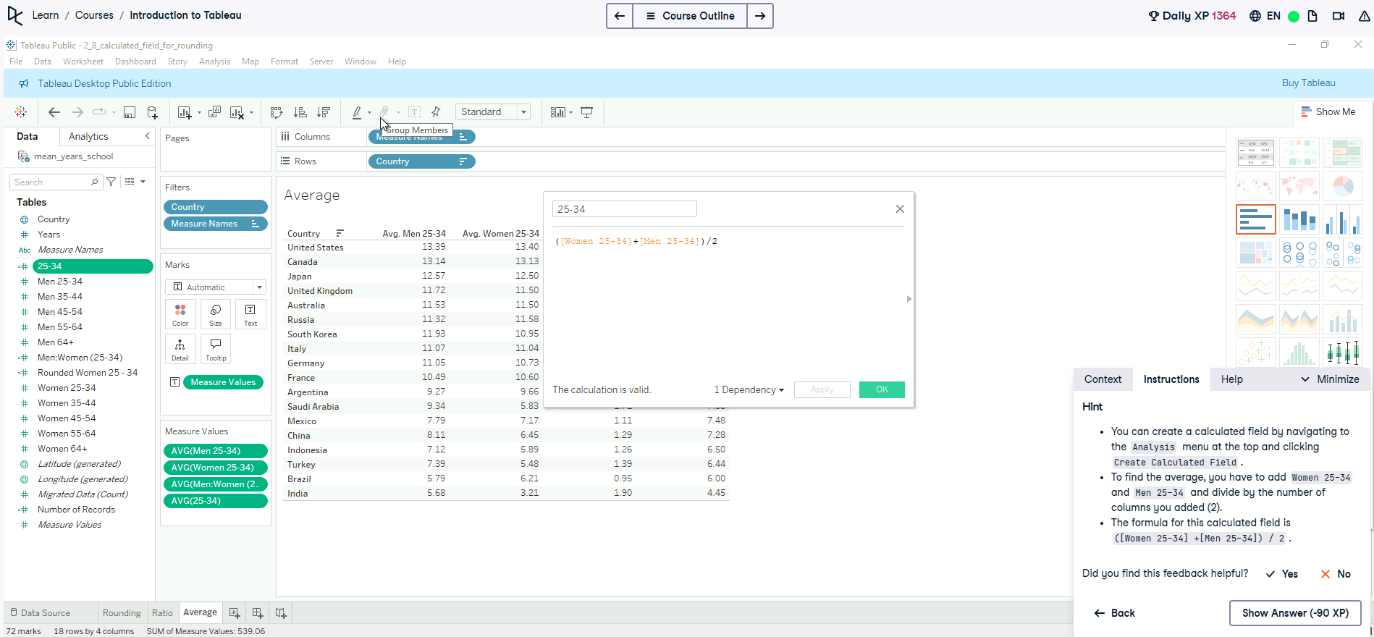 Learn / Courses / Introduction to Tableau
Course Outline
Daily XP 1364
EN
Tableau Public - 2_8_calculated_field_for_rounding
File Data Worksheet Dashboard Story Analysis Map Format Server Window Help
Tableau Desktop Public Edition
Buy Tableau
Standard
Show Me
Group Members
Data Analytics
mean_years_school
Search
Tables
Country
Years
Abc Measure Names
25-34
Men 25-34
Men 35-44
Men 45-54
Men 55-64
Men 64+
Men:Women (25-34)
Rounded Women 25 - 34
Women 25-34
Women 35-44
Women 45-54
Women 55-64
Women 64+
Latitude (generated)
Longitude (generated)
Migrated Data (Count)
Number of Records
Measure Values
Pages
Filters
Country
Measure Names
Marks
Automatic
Color Size Text
Detail Tooltip
Measure Values
Measure Values
AVG(Men 25-34)
AVG(Women 25-34)
AVG(Men:Women (2..
AVG(25-34)
Columns Measure Names
Rows Country
Average
Country Avg. Men 25-34 Avg. Women 25-34
United States 13.39 13.40
Canada 13.14 13.13
Japan 12.57 12.50
United Kingdom 11.72 11.50
Australia 11.53 11.50
Russia 11.32 11.58
South Korea 11.93 10.95
Italy 11.07 11.04
Germany 11.05 10.73
France 10.49 10.60
Argentina 9.27 9.66
Saudi Arabia 9.34 5.83
Mexico 7.79 7.17 1.11 7.48
China 8.11 6.45 1.29 7.28
Indonesia 7.12 5.89 1.26 6.50
Turkey 7.39 5.48 1.39 6.44
Brazil 5.79 6.21 0.95 6.00
India 5.68 3.21 1.90 4.45
25-34
([Women 25-34]+[Men 25-34])/2
The calculation is valid.
1 Dependency
Apply
OK
Context Instructions Help Minimize
Hint
You can create a calculated field by navigating to
the Analysis menu at the top and clicking
Create Calculated Field .
To find the average, you have to add Women 25-34
and Men 25-34 and divide by the number of
columns you added (2).
The formula for this calculated field is
([Women 25-34] +[Men 25-34]) / 2 .
Did you find this feedback helpful? Yes No
Back
Show Answer (-90 XP)
Data Source Rounding Ratio Average
72 marks 18 rows by 4 columns SUM of Measure Values: 539.06